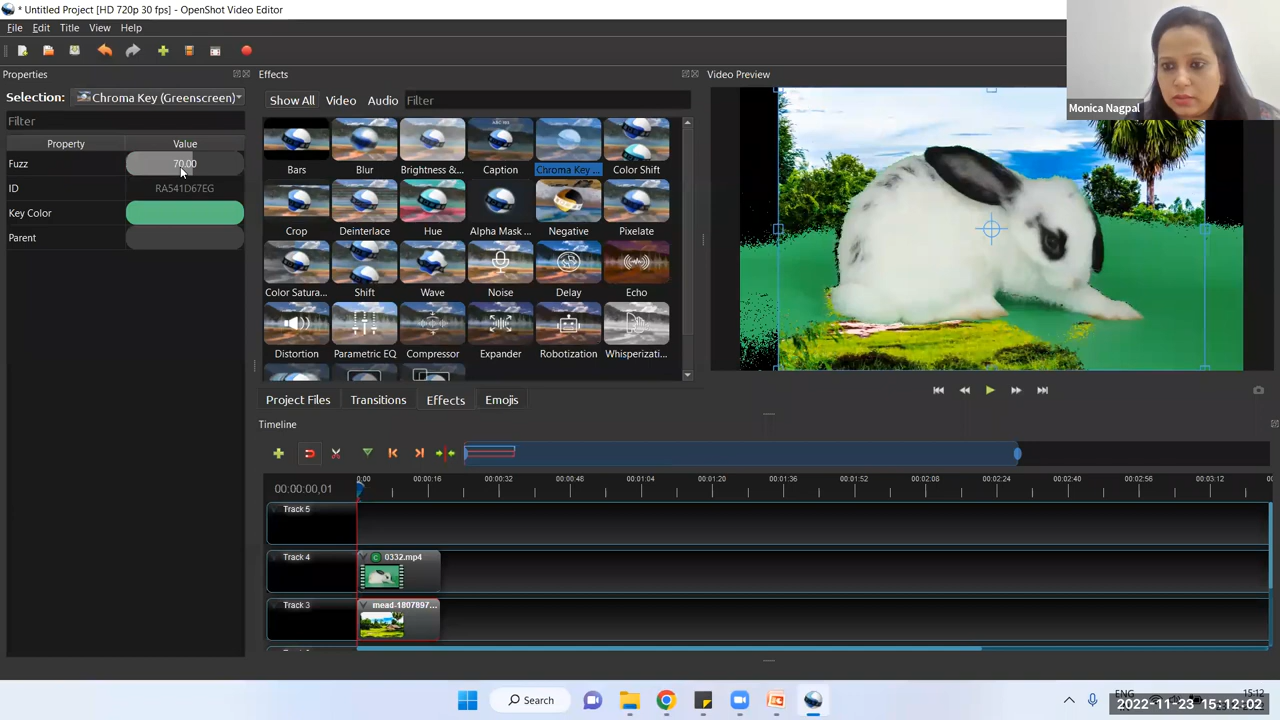 * Untitled Project [HD 720p 30 fps] - OpenShot Video Editor
File Edit Title View Help
Properties
Effects
Video Preview
Monica Nagpal
Selection: Chroma Key (Greenscreen)
Show All Video Audio Filter
Filter
Property Value
Fuzz 70.00
ID RA541D67EG
Key Color
Parent
Bars Blur Brightness &... Caption Chroma Key ... Color Shift
Crop Deinterlace Hue Alpha Mask ... Negative Pixelate
Color Satura... Shift Wave Noise Delay Echo
Distortion Parametric EQ Compressor Expander Robotization Whisperizati...
Project Files Transitions Effects Emojis
Timeline
00:00:00,01
0:00 00:00:16 00:00:32 00:00:48 00:01:04 00:01:20 00:01:36 00:01:52 00:02:08 00:02:24 00:02:40 00:02:56 00:03:12
Track 5
Track 4 0332.mp4
Track 3 mead-1807897...
Search
ENG 15:12
2022-11-23 15:12:02